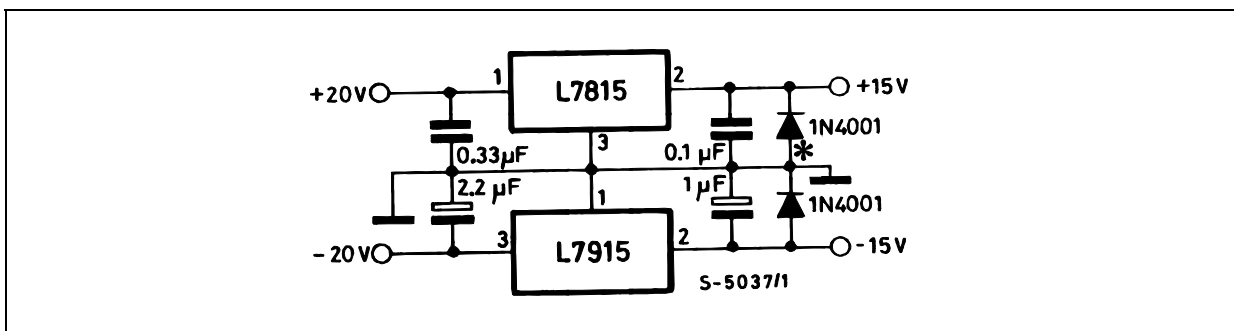 +20V
1
L7815
2
+15V
1N4001
3
*
0.33µF
0.1 µF
2.2 µF
1µF
1
1N4001
-20V
3
L7915
2
-15V
S-5037/1